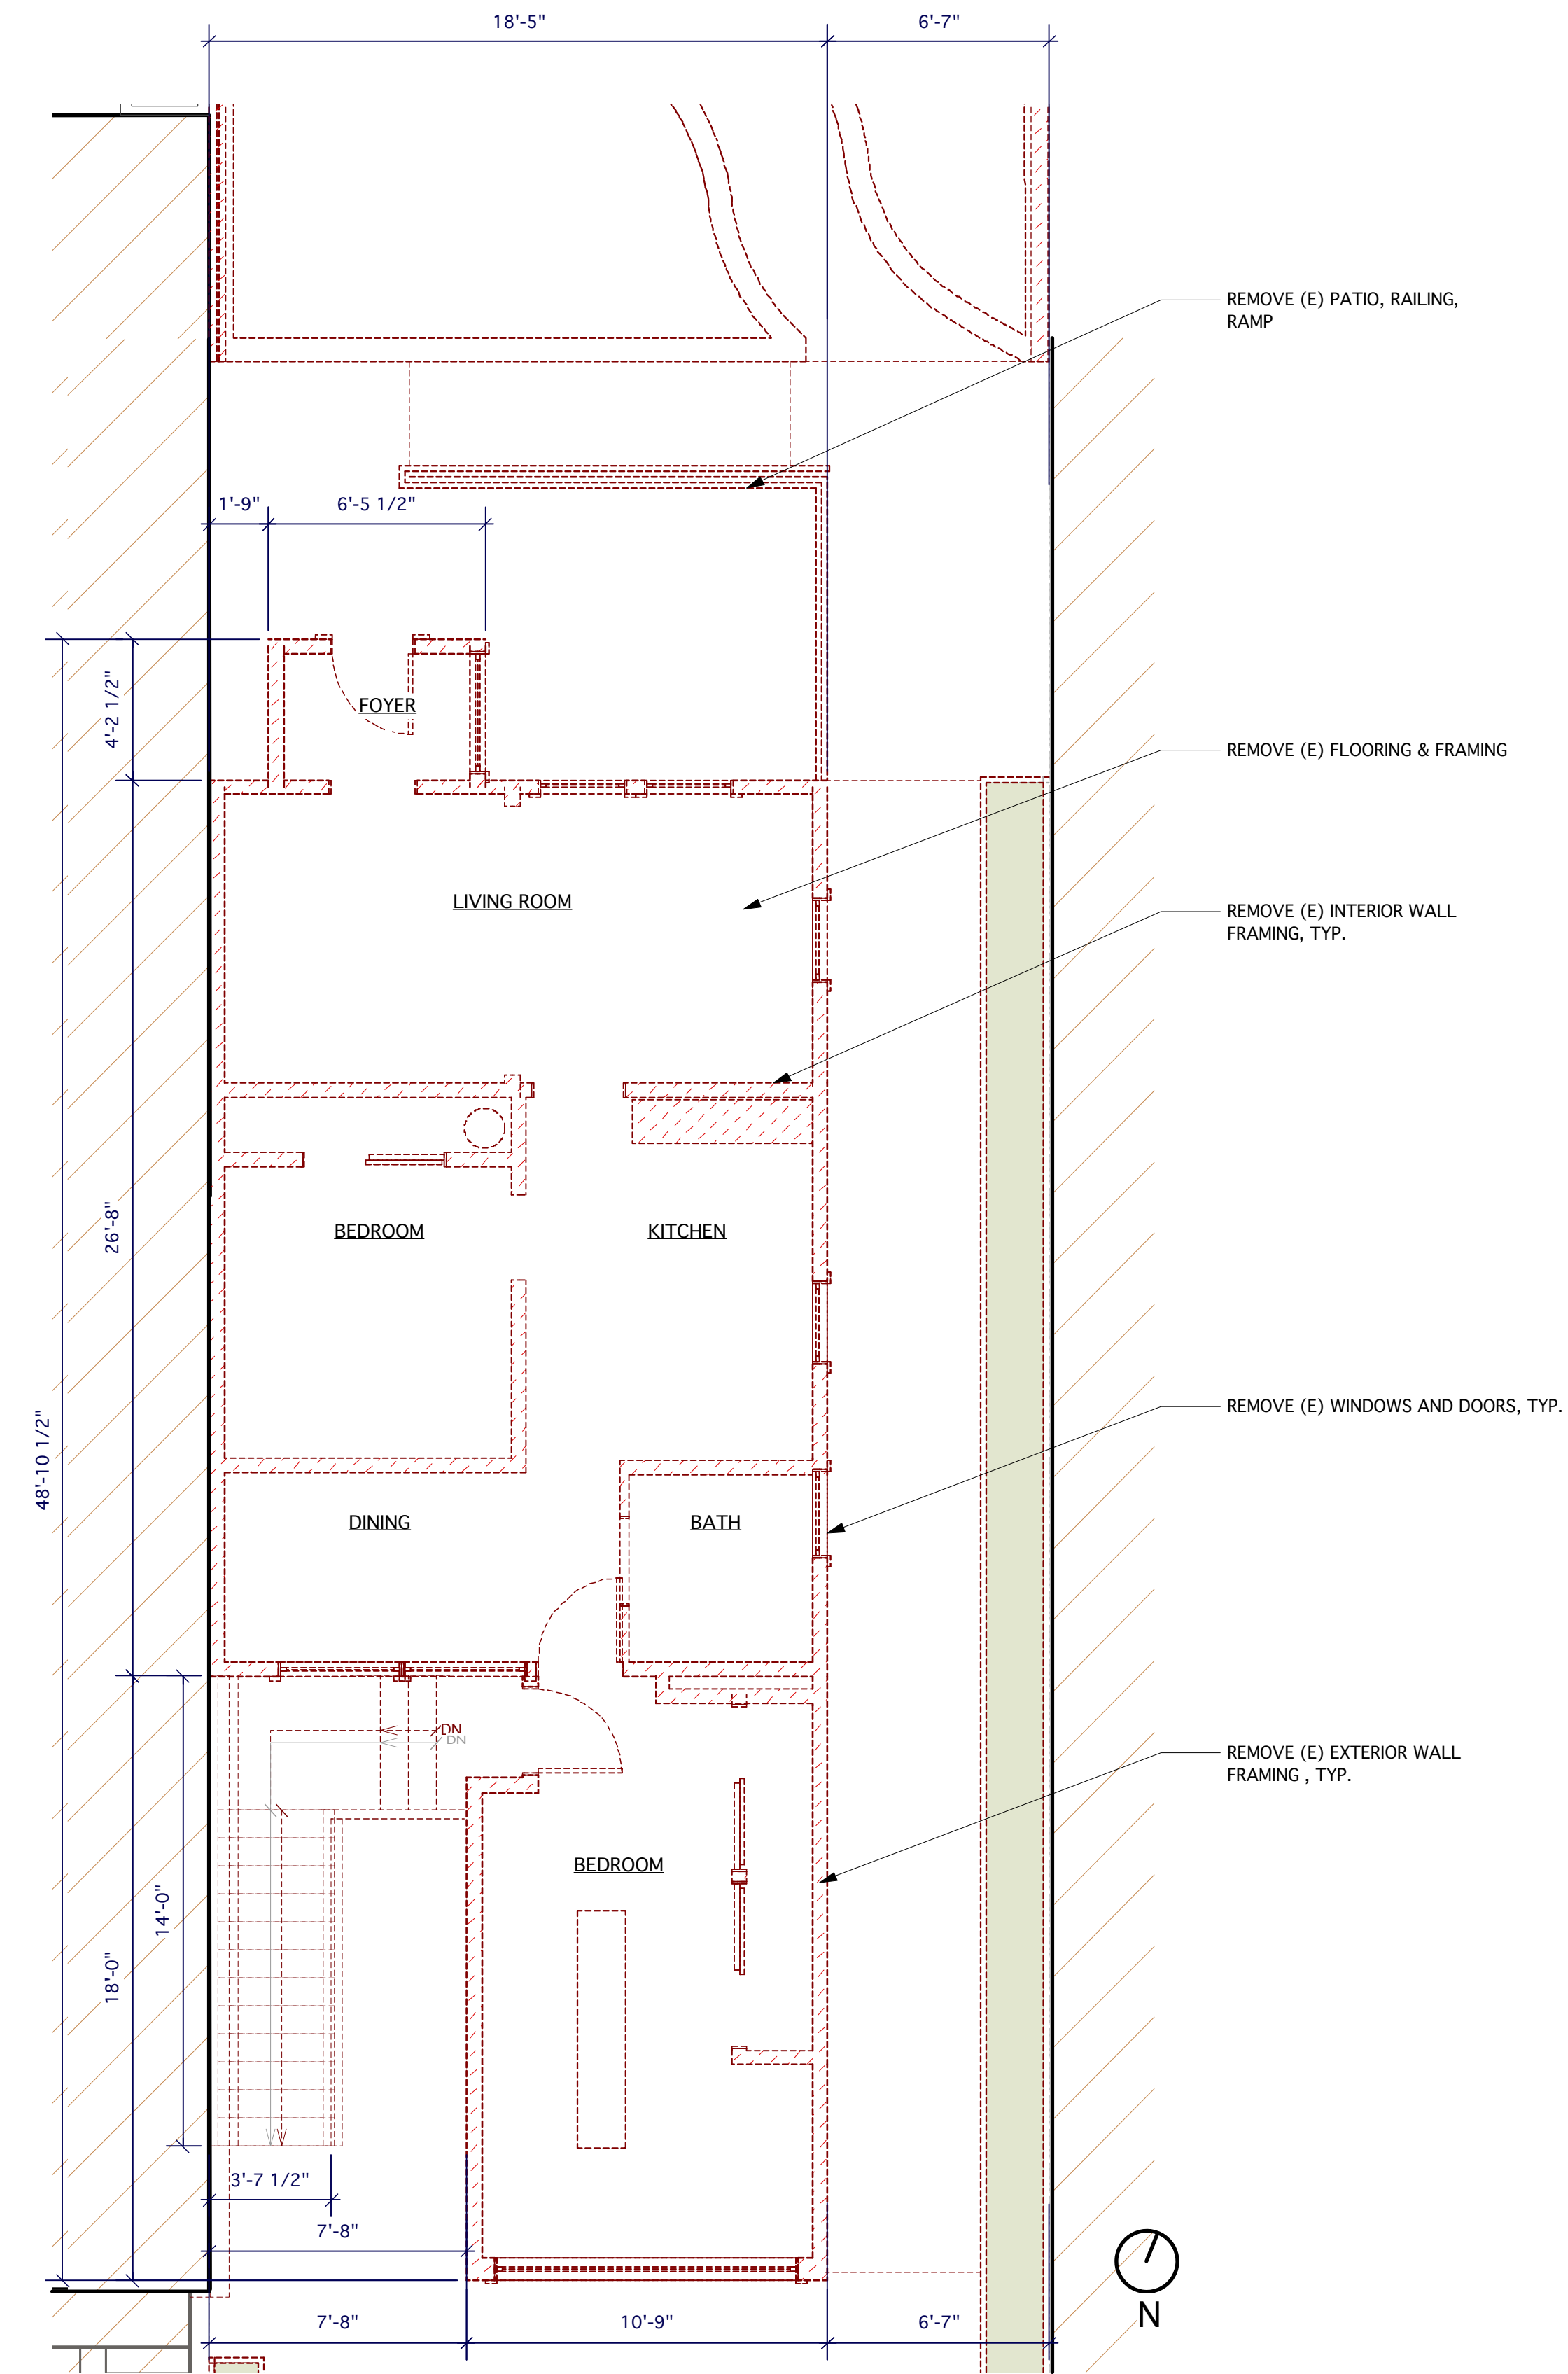 18'-5"
6'-7"
REMOVE (E) PATIO, RAILING,
RAMP
1'-9"
6'-5 1/2"
4'-2 1/2"
FOYER
REMOVE (E) FLOORING & FRAMING
LIVING ROOM
REMOVE (E) INTERIOR WALL
FRAMING, TYP.
26'-8"
BEDROOM
KITCHEN
48'-10 1/2"
REMOVE (E) WINDOWS AND DOORS, TYP.
DINING
BATH
DN
DN
REMOVE (E) EXTERIOR WALL
FRAMING , TYP.
BEDROOM
14'-0"
18'-0"
3'-7 1/2"
7'-8"
N
7'-8"
10'-9"
6'-7"